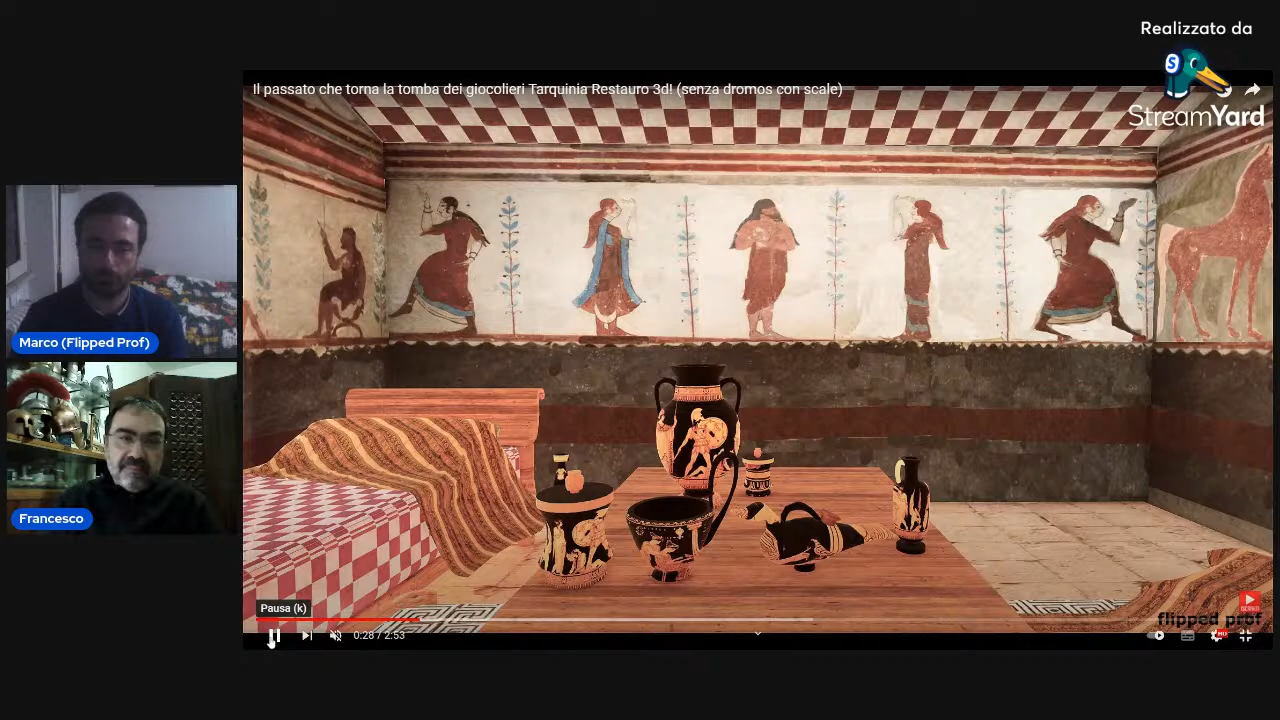 Realizzato da
StreamYard
Il passato che torna la tomba dei giocolieri Tarquinia Restauro 3d! (senza dromos con scale)
Marco (Flipped Prof)
Francesco
Pausa (k)
0:28 / 2:53
flipped prof
HD